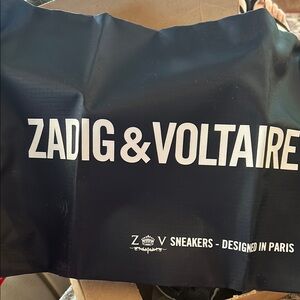 ZADIG & VOLTAIRE
Z V SNEAKERS - DESIGNED IN PARIS